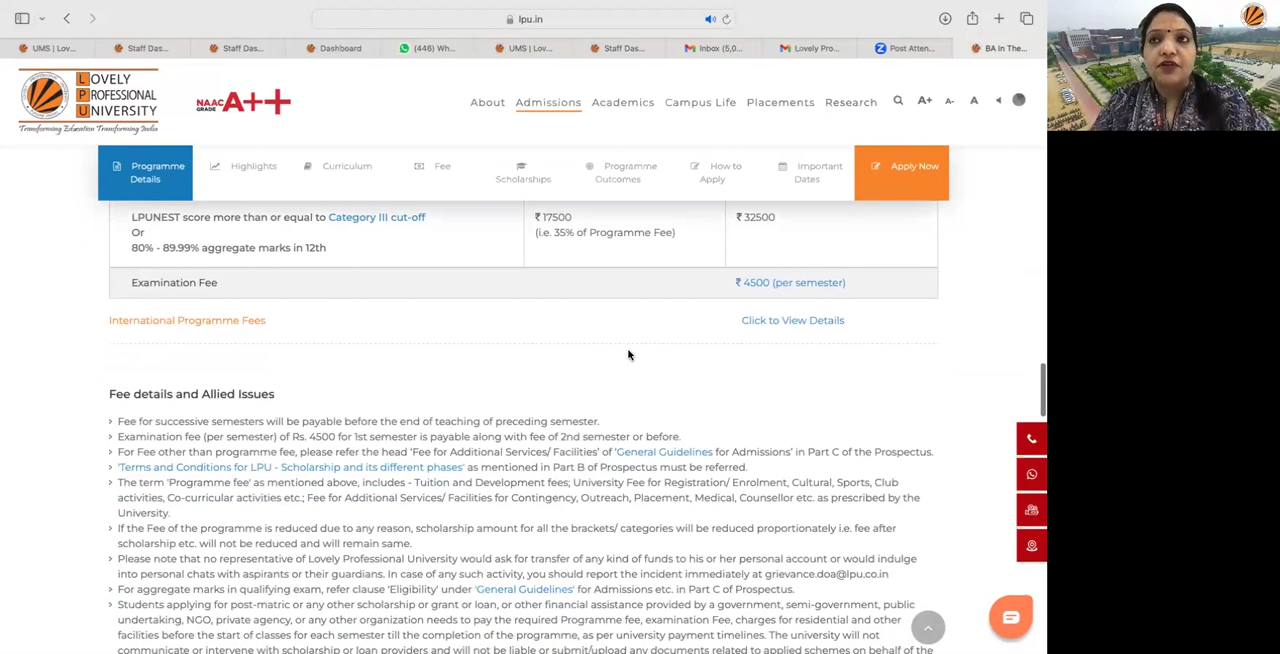 lpu.in
UMS | Lov...
Staff Das...
Staff Das...
Dashboard
(446) Wh...
UMS | Lov...
Staff Das...
Inbox (5,0...
Lovely Pro...
Post Atten...
BA in The...
LOVELY
PROFESSIONAL
UNIVERSITY
Transforming Education Transforming India
NAAC
GRADE
A++
About
Admissions
Academics
Campus Life
Placements
Research
A+
A-
A
Programme
Details
Highlights
Curriculum
Fee
Scholarships
Programme
Outcomes
How to
Apply
Important
Dates
Apply Now
LPUNEST score more than or equal to Category III cut-off
Or
80% - 89.99% aggregate marks in 12th
₹ 17500
(i.e. 35% of Programme Fee)
₹ 32500
Examination Fee
₹ 4500 (per semester)
International Programme Fees
Click to View Details
Fee details and Allied Issues
Fee for successive semesters will be payable before the end of teaching of preceding semester.
Examination fee (per semester) of Rs. 4500 for 1st semester is payable along with fee of 2nd semester or before.
For Fee other than programme fee, please refer the head 'Fee for Additional Services/ Facilities' of 'General Guidelines for Admissions' in Part C of the Prospectus.
'Terms and Conditions for LPU - Scholarship and its different phases' as mentioned in Part B of Prospectus must be referred.
The term 'Programme fee' as mentioned above, includes - Tuition and Development fees; University Fee for Registration/ Enrolment, Cultural, Sports, Club
activities, Co-curricular activities etc.; Fee for Additional Services/ Facilities for Contingency, Outreach, Placement, Medical, Counsellor etc. as prescribed by the
University.
If the Fee of the programme is reduced due to any reason, scholarship amount for all the brackets/ categories will be reduced proportionately i.e. fee after
scholarship etc. will not be reduced and will remain same.
Please note that no representative of Lovely Professional University would ask for transfer of any kind of funds to his or her personal account or would indulge
into personal chats with aspirants or their guardians. In case of any such activity, you should report the incident immediately at grievance.doa@lpu.co.in
For aggregate marks in qualifying exam, refer clause 'Eligibility' under 'General Guidelines' for Admissions etc. in Part C of Prospectus.
Students applying for post-matric or any other scholarship or grant or loan, or other financial assistance provided by a government, semi-government, public
undertaking, NGO, private agency, or any other organization needs to pay the required Programme fee, examination Fee, charges for residential and other
facilities before the start of classes for each semester till the completion of the programme, as per university payment timelines. The university will not
communicate or intervene with scholarship or loan providers and will not be liable or submit/upload any documents related to applied schemes on behalf of the